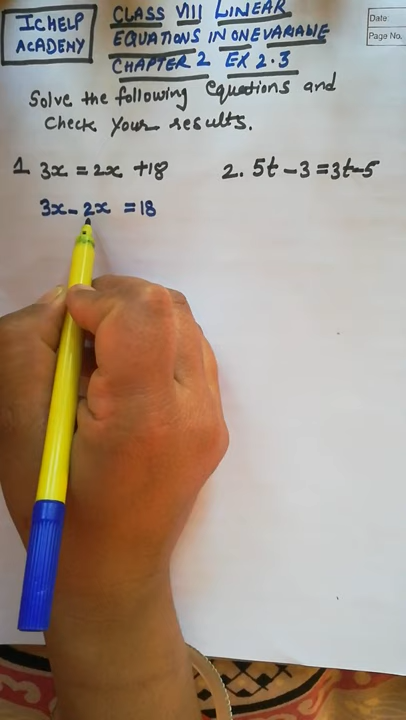 ICHELP
ACADEMY
CLASS VII LINEAR
EQUATIONS IN ONE VARIABLE
CHAPTER 2 EX 2.3
Date:
Page No.
Solve the following equations and
Check your results.
1. 3x = 2x + 18
2. 5t - 3 = 3t - 5
3x - 2x = 18